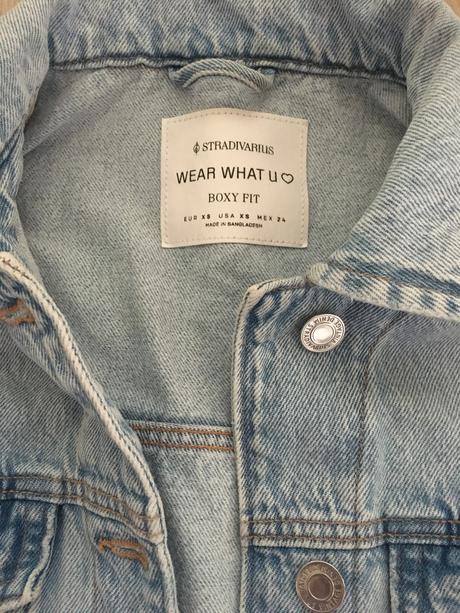 STRADIVARIUS
WEAR WHAT U ♡
BOXY FIT
EUR XS USA XS MEX 24
MADE IN BANGLADESH